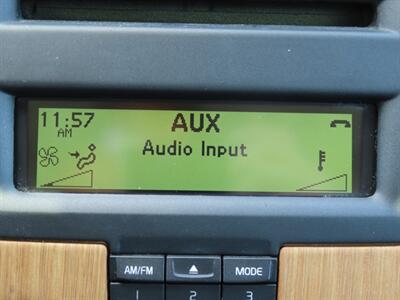 11:57
AM
AUX
Audio Input
AM/FM
MODE
1
2
3